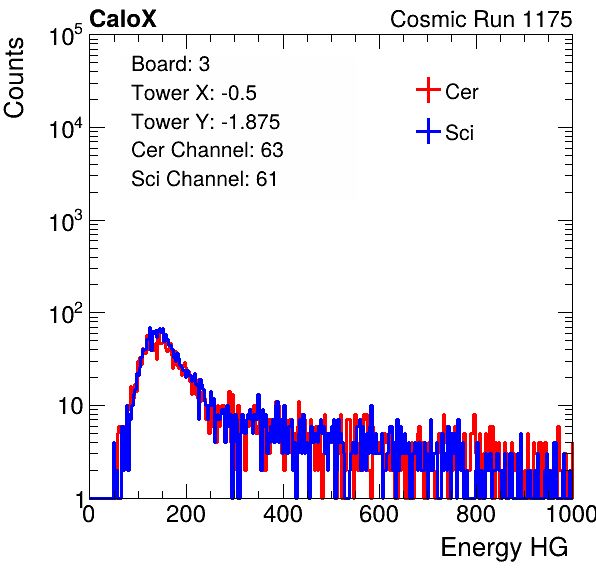 CaloX Cosmic Run 1175
Counts
10^5
10^4
10^3
10^2
10
1
Board: 3
Tower X: -0.5
Tower Y: -1.875
Cer Channel: 63
Sci Channel: 61
Cer
Sci
0 200 400 600 800 1000
Energy HG